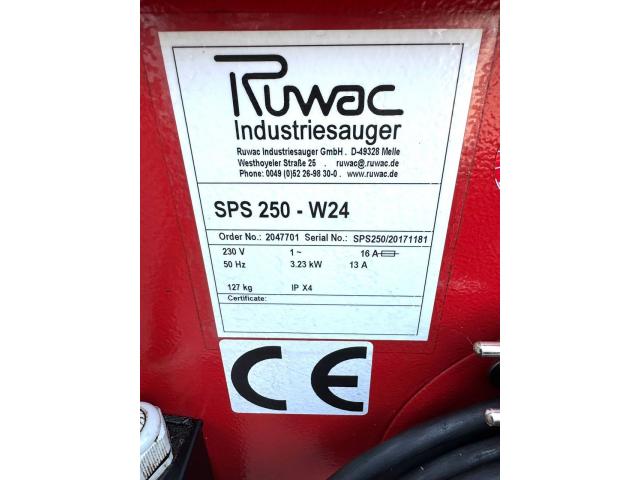 Ruwac
Industriesauger
Ruwac Industriesauger GmbH . D-49328 Melle
Westhoyeler Straße 25 . ruwac@.ruwac.de
Phone: 0049 (0)52 26-98 30-0 . www.ruwac.de
SPS 250 - W24
Order No.: 2047701 Serial No.: SPS250/20171181
230 V 1 ~ 16 A
50 Hz 3.23 kW 13 A
127 kg IP X4
Certificate:
CE